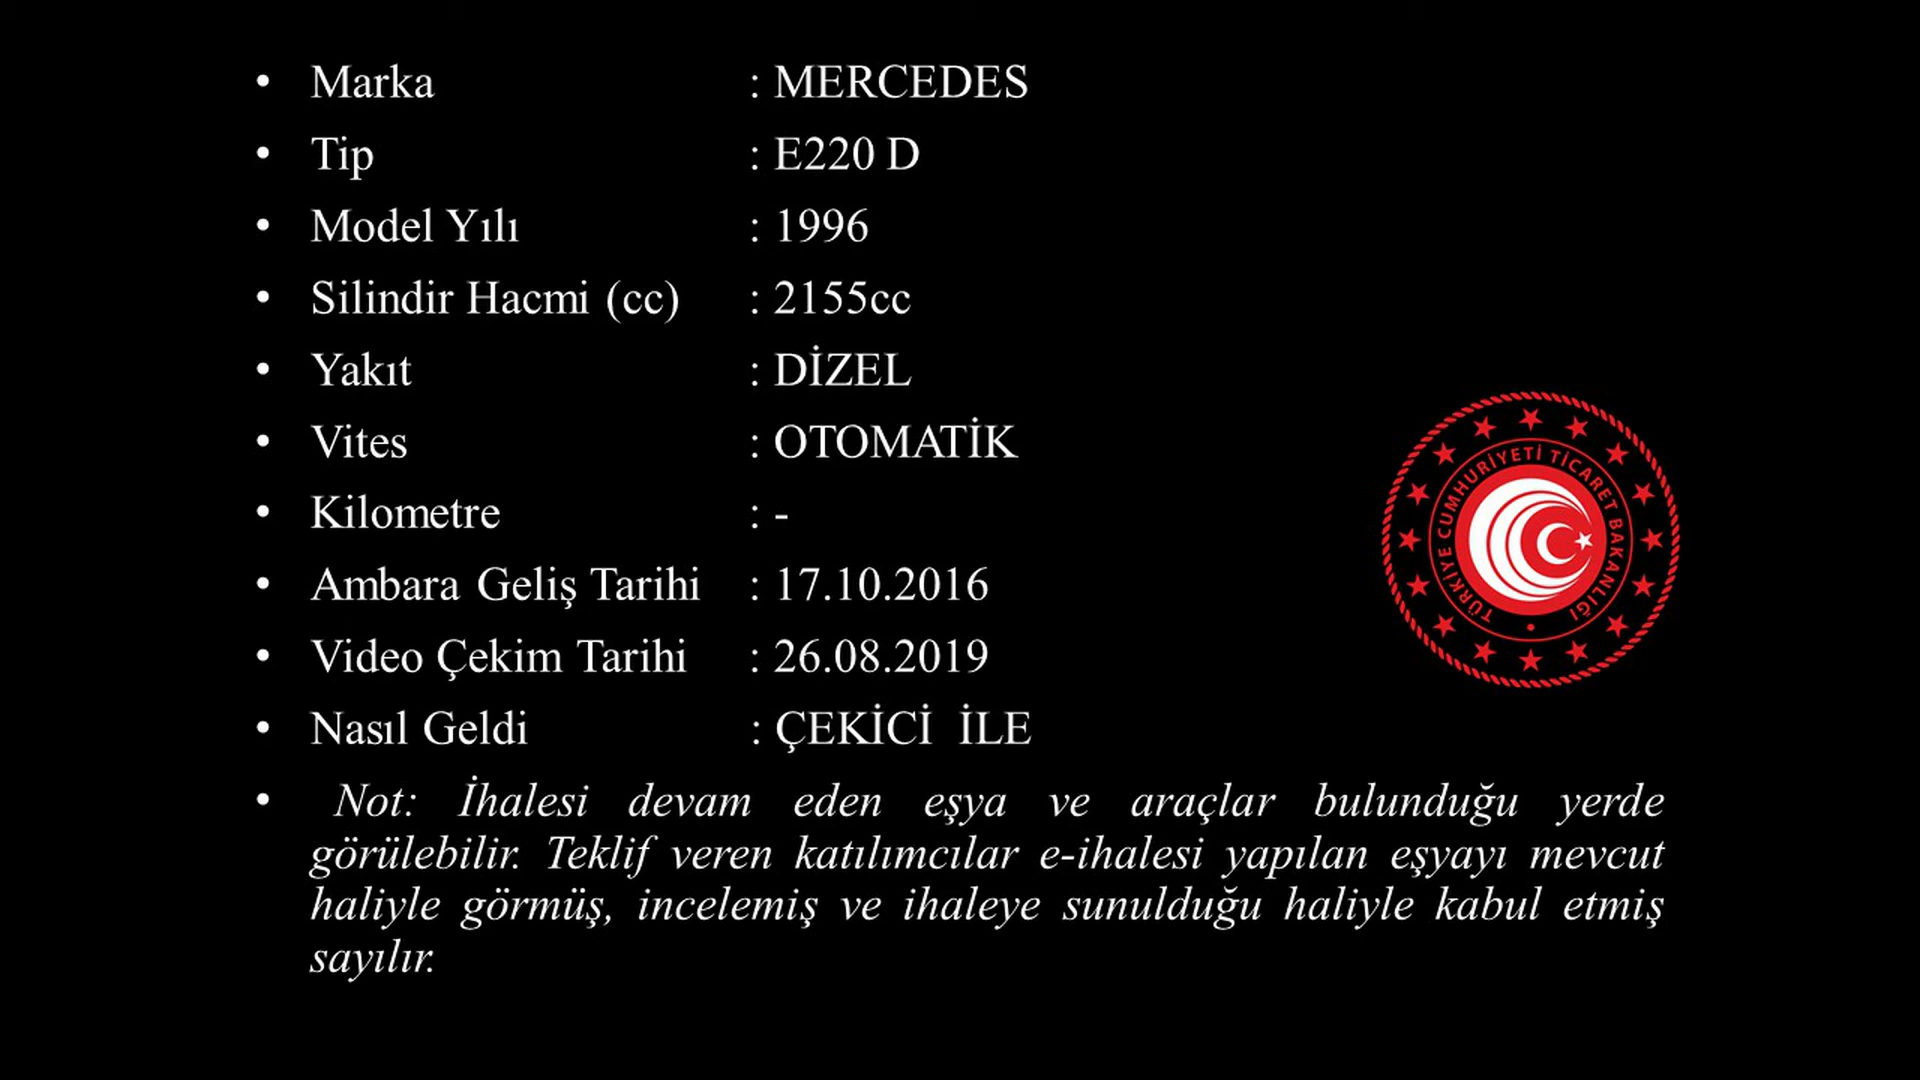 • Marka : MERCEDES
• Tip : E220 D
• Model Yılı : 1996
• Silindir Hacmi (cc) : 2155cc
• Yakıt : DİZEL
• Vites : OTOMATİK
• Kilometre : -
• Ambara Geliş Tarihi : 17.10.2016
• Video Çekim Tarihi : 26.08.2019
• Nasıl Geldi : ÇEKİCİ İLE
• Not: İhalesi devam eden eşya ve araçlar bulunduğu yerde
görülebilir. Teklif veren katılımcılar e-ihalesi yapılan eşyayı mevcut
haliyle görmüş, incelemiş ve ihaleye sunulduğu haliyle kabul etmiş
sayılır.
TÜRKİYE CUMHURİYETİ TİCARET BAKANLIĞI